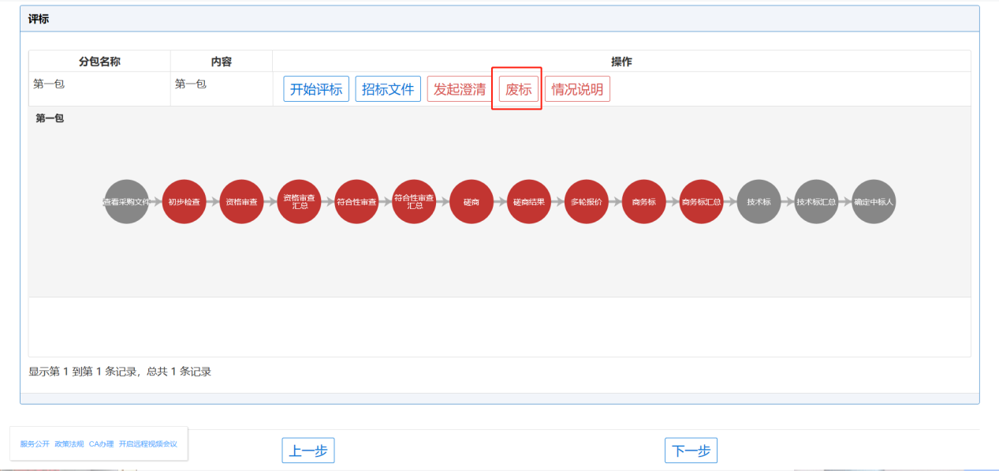 评标
分包名称 内容 操作
第一包 第一包 开始评标 招标文件 发起澄清 废标 情况说明
第一包
查看采购文件 初步检查 资格审查 资格审查汇总 符合性审查 符合性审查汇总 磋商 磋商结果 多轮报价 商务标 商务标汇总 技术标 技术标汇总 确定中标人
显示第 1 到第 1 条记录，总共 1 条记录
服务公开 政策法规 CA办理 开启远程视频会议
上一步 下一步